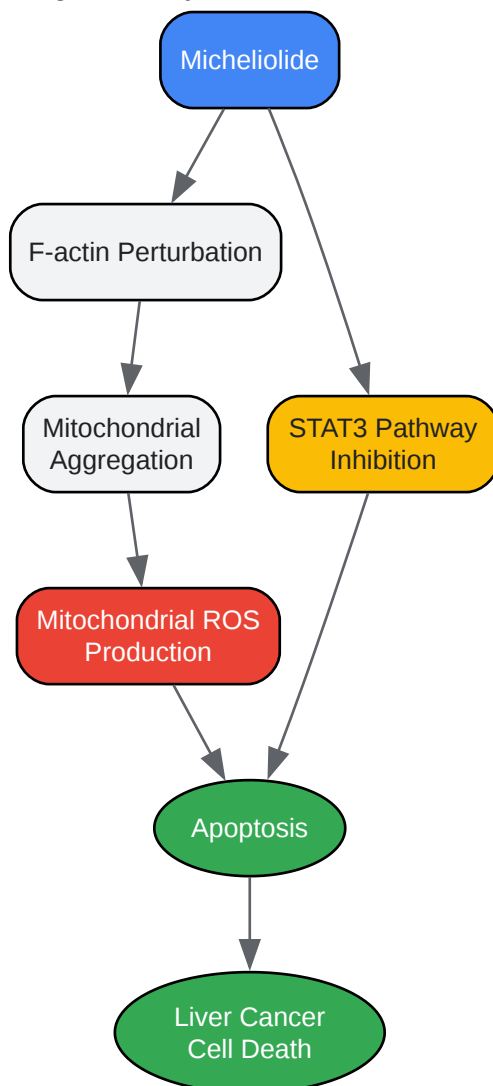 Micheliolide
F-actin Perturbation
Mitochondrial
Aggregation
STAT3 Pathway
Inhibition
Mitochondrial ROS
Production
Apoptosis
Liver Cancer
Cell Death